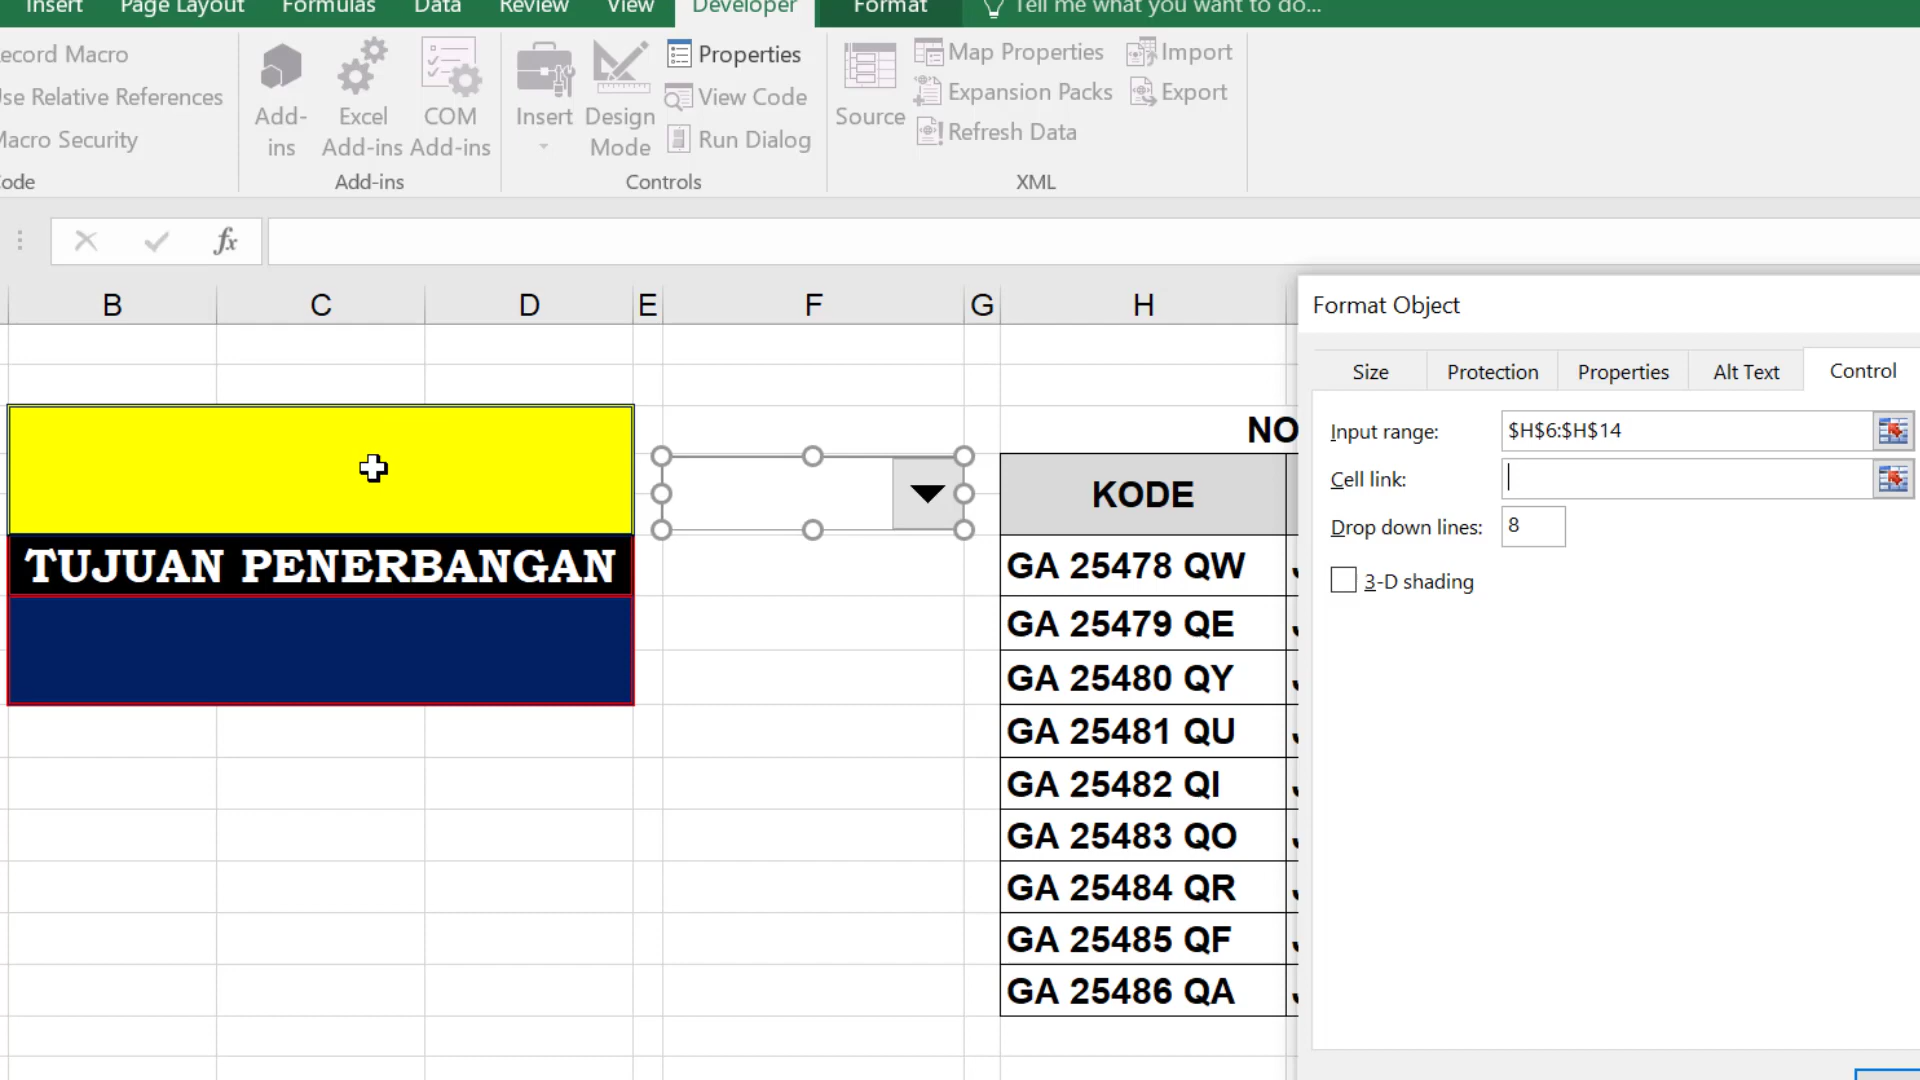 Insert Page Layout Formulas Data Review View Developer Format Tell me what you want to do...
ecord Macro
Use Relative References
Macro Security
Code
Add-
ins
Excel
Add-ins
COM
Add-ins
Add-ins
Insert
Design
Mode
Properties
View Code
Run Dialog
Controls
Source
Map Properties
Expansion Packs
Refresh Data
Import
Export
XML
fx
B C D E F G H
TUJUAN PENERBANGAN
NO
KODE
GA 25478 QW
GA 25479 QE
GA 25480 QY
GA 25481 QU
GA 25482 QI
GA 25483 QO
GA 25484 QR
GA 25485 QF
GA 25486 QA
Format Object
Size Protection Properties Alt Text Control
Input range: $H$6:$H$14
Cell link:
Drop down lines: 8
3-D shading